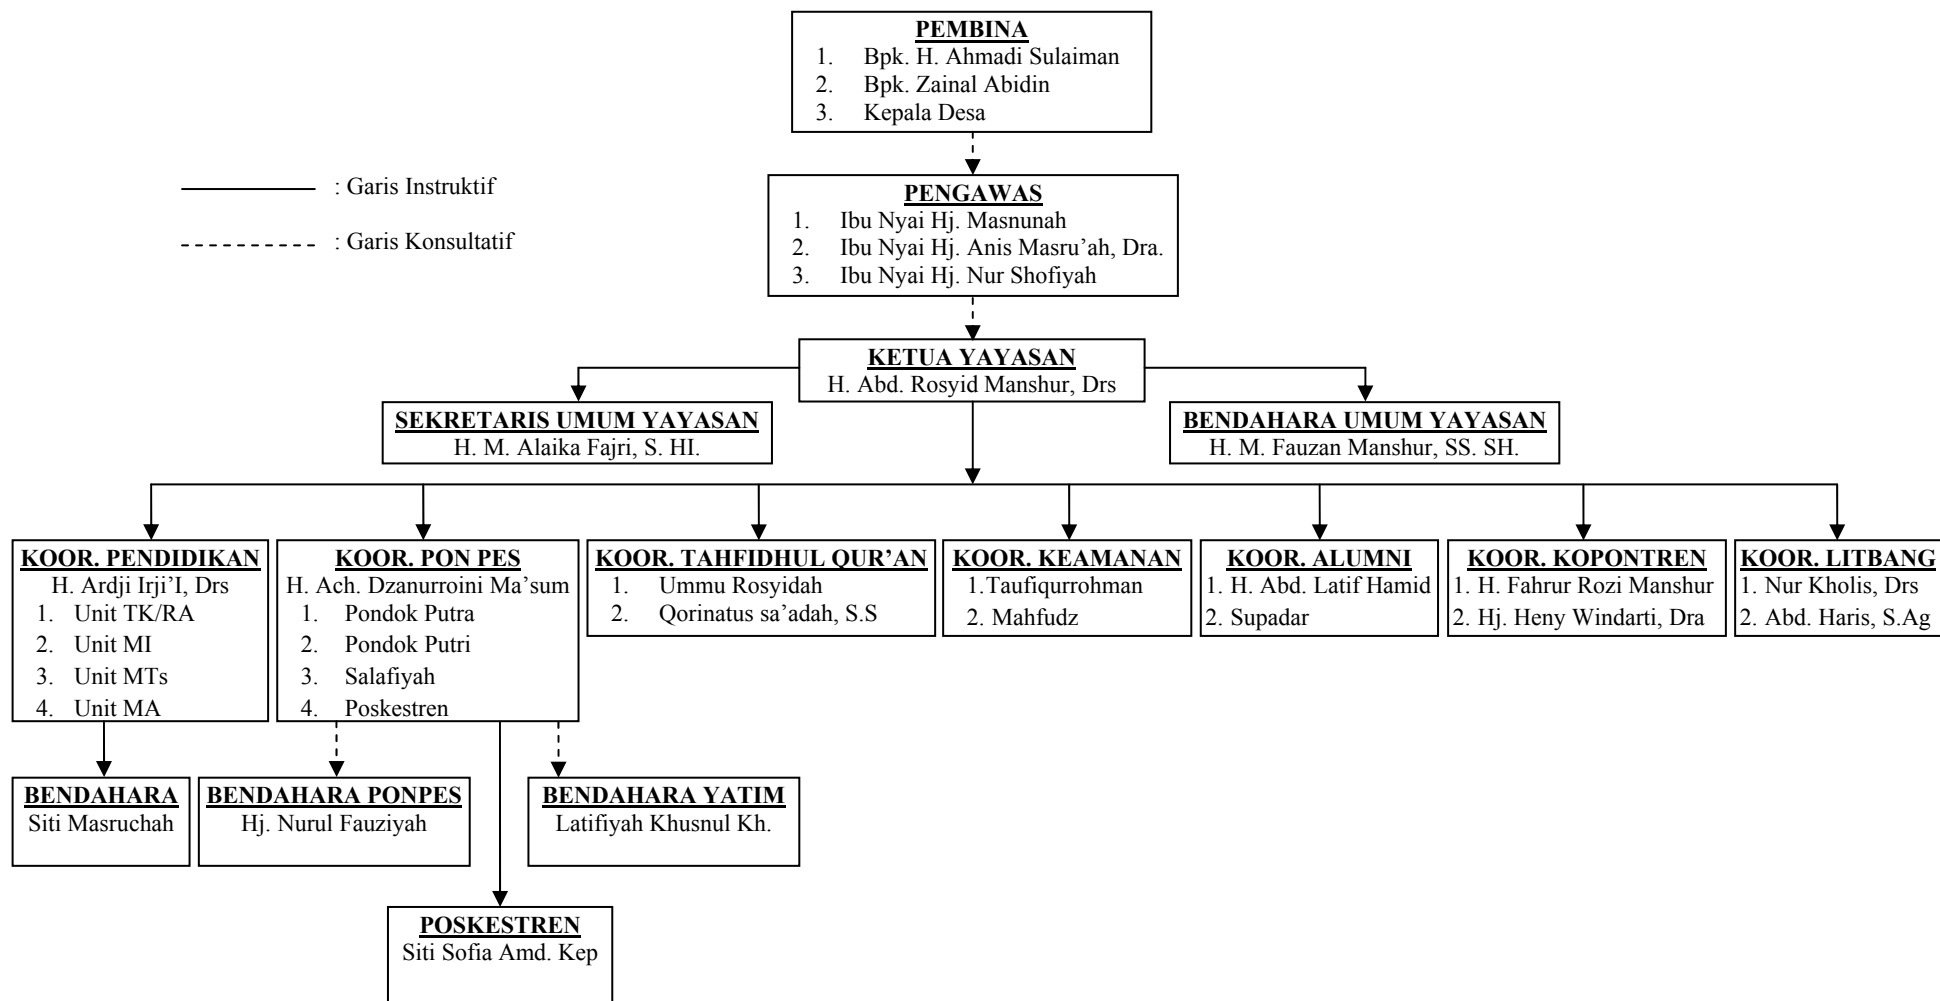 PEMBINA
1. Bpk. H. Ahmadi Sulaiman
2. Bpk. Zainal Abidin
3. Kepala Desa
: Garis Instruktif
: Garis Konsultatif
PENGAWAS
1. Ibu Nyai Hj. Masnunah
2. Ibu Nyai Hj. Anis Masru’ah, Dra.
3. Ibu Nyai Hj. Nur Shofiyah
KETUA YAYASAN
H. Abd. Rosyid Manshur, Drs
SEKRETARIS UMUM YAYASAN
H. M. Alaika Fajri, S. HI.
BENDAHARA UMUM YAYASAN
H. M. Fauzan Manshur, SS. SH.
KOOR. PENDIDIKAN
H. Ardji Irji’I, Drs
1. Unit TK/RA
2. Unit MI
3. Unit MTs
4. Unit MA
KOOR. PON PES
H. Ach. Dzanurroini Ma’sum
1. Pondok Putra
2. Pondok Putri
3. Salafiyah
4. Poskestren
KOOR. TAHFIDHUL QUR’AN
1. Ummu Rosyidah
2. Qorinatus sa’adah, S.S
KOOR. KEAMANAN
1.Taufiqurrohman
2. Mahfudz
KOOR. ALUMNI
1. H. Abd. Latif Hamid
2. Supadar
KOOR. KOPONTREN
1. H. Fahrur Rozi Manshur
2. Hj. Heny Windarti, Dra
KOOR. LITBANG
1. Nur Kholis, Drs
2. Abd. Haris, S.Ag
BENDAHARA
Siti Masruchah
BENDAHARA PONPES
Hj. Nurul Fauziyah
BENDAHARA YATIM
Latifiyah Khusnul Kh.
POSKESTREN
Siti Sofia Amd. Kep